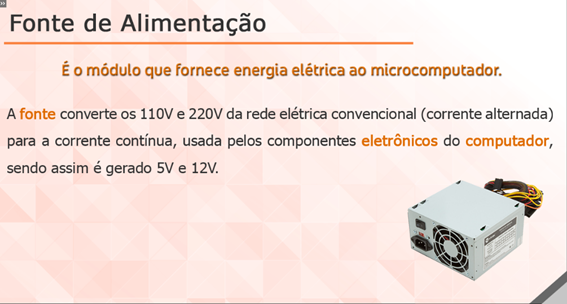 Fonte de Alimentação
É o módulo que fornece energia elétrica ao microcomputador.
A fonte converte os 110V e 220V da rede elétrica convencional (corrente alternada)
para a corrente contínua, usada pelos componentes eletrônicos do computador,
sendo assim é gerado 5V e 12V.